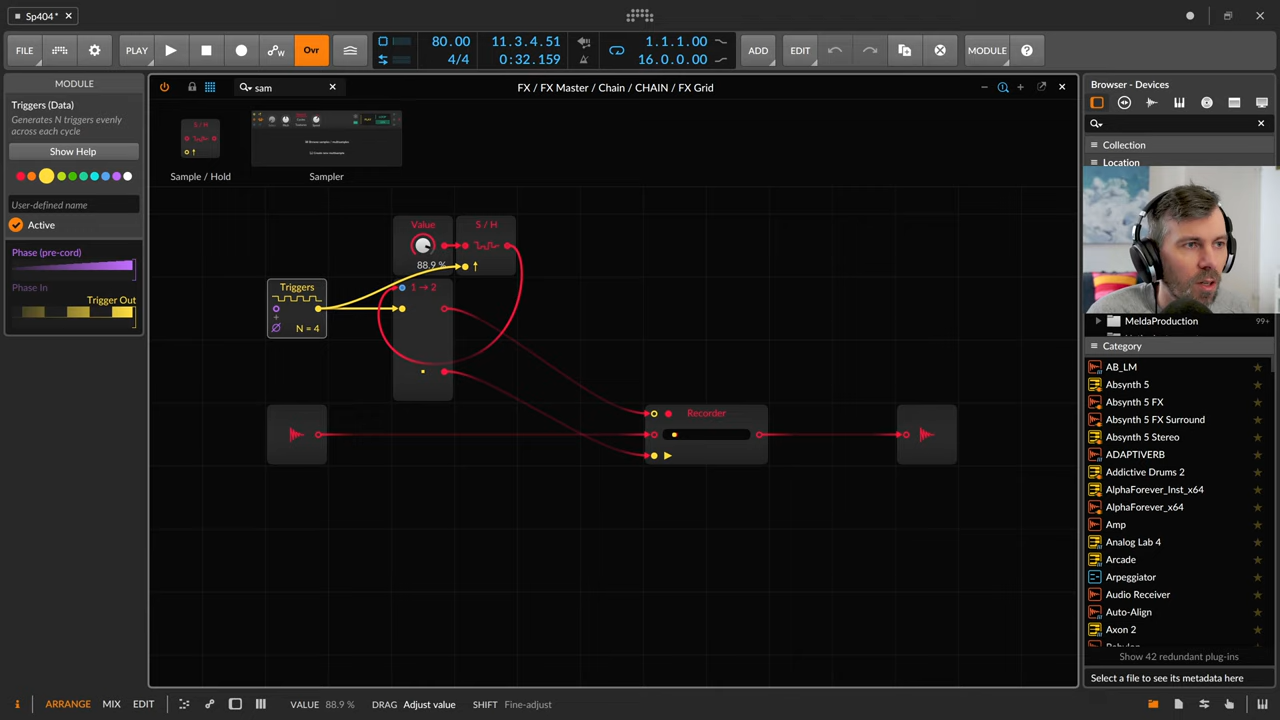 Sp404*
FILE
PLAY
Ovr
80.00
4/4
11.3.4.51
0:32.159
1.1.1.00
16.0.0.00
ADD
EDIT
MODULE
MODULE
Triggers (Data)
Generates N triggers evenly
across each cycle
Show Help
User-defined name
Active
Phase (pre-cord)
Phase In
Trigger Out
sam
FX / FX Master / Chain / CHAIN / FX Grid
S / H
Sample / Hold
Sampler
Value
88.9 %
S / H
Triggers
N = 4
1 → 2
Recorder
Browser - Devices
Collection
Location
MeldaProduction
99+
Category
AB_LM
Absynth 5
Absynth 5 FX
Absynth 5 FX Surround
Absynth 5 Stereo
ADAPTIVERB
Addictive Drums 2
AlphaForever_Inst_x64
AlphaForever_x64
Amp
Analog Lab 4
Arcade
Arpeggiator
Audio Receiver
Auto-Align
Axon 2
Show 42 redundant plug-ins
Select a file to see its metadata here
ARRANGE
MIX
EDIT
VALUE 88.9 %
DRAG Adjust value
SHIFT Fine-adjust